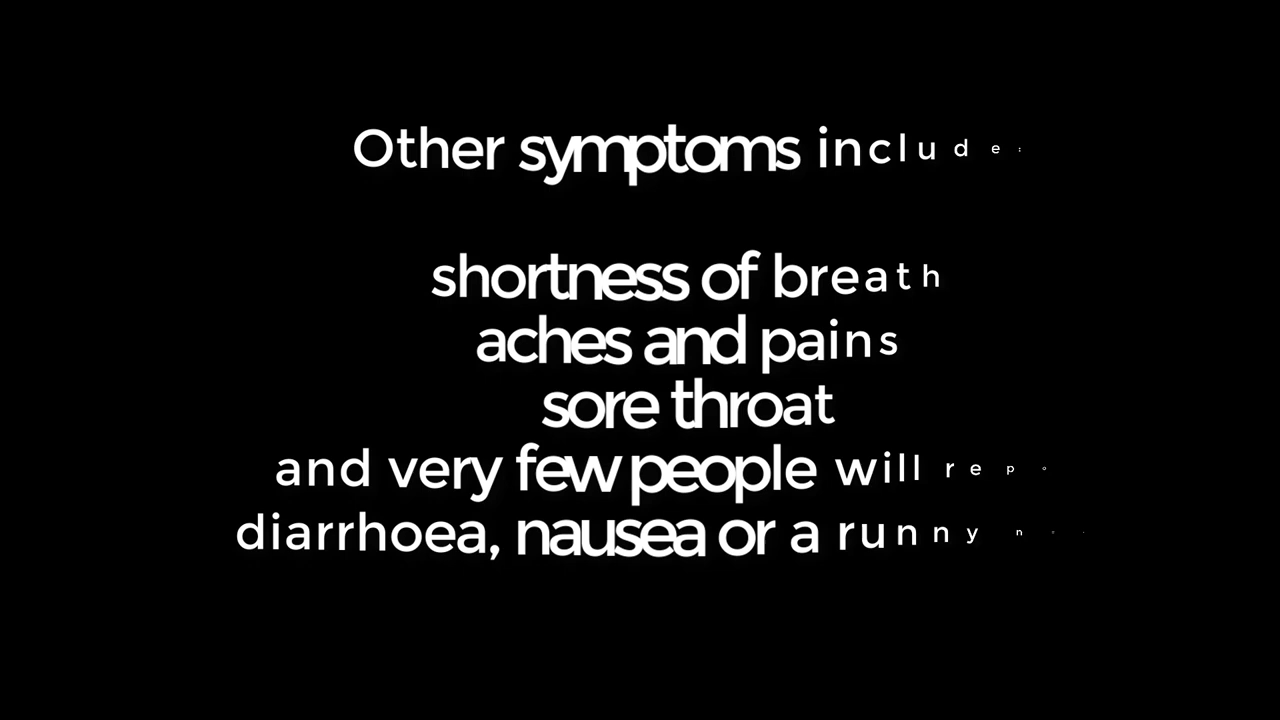 Other symptoms include:
shortness of breath
aches and pains
sore throat
and very few people will
diarrhoea, nausea or a runny